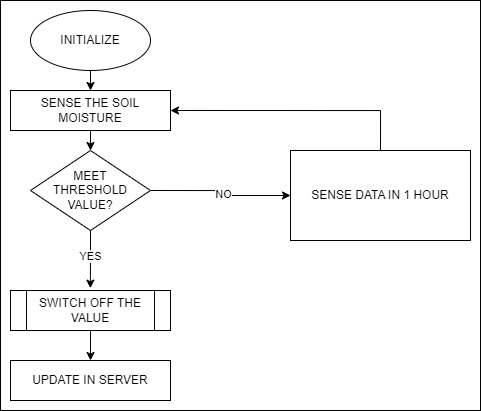 INITIALIZE
SENSE THE SOIL
MOISTURE
MEET
THRESHOLD
VALUE?
NO
SENSE DATA IN 1 HOUR
YES
SWITCH OFF THE
VALUE
UPDATE IN SERVER